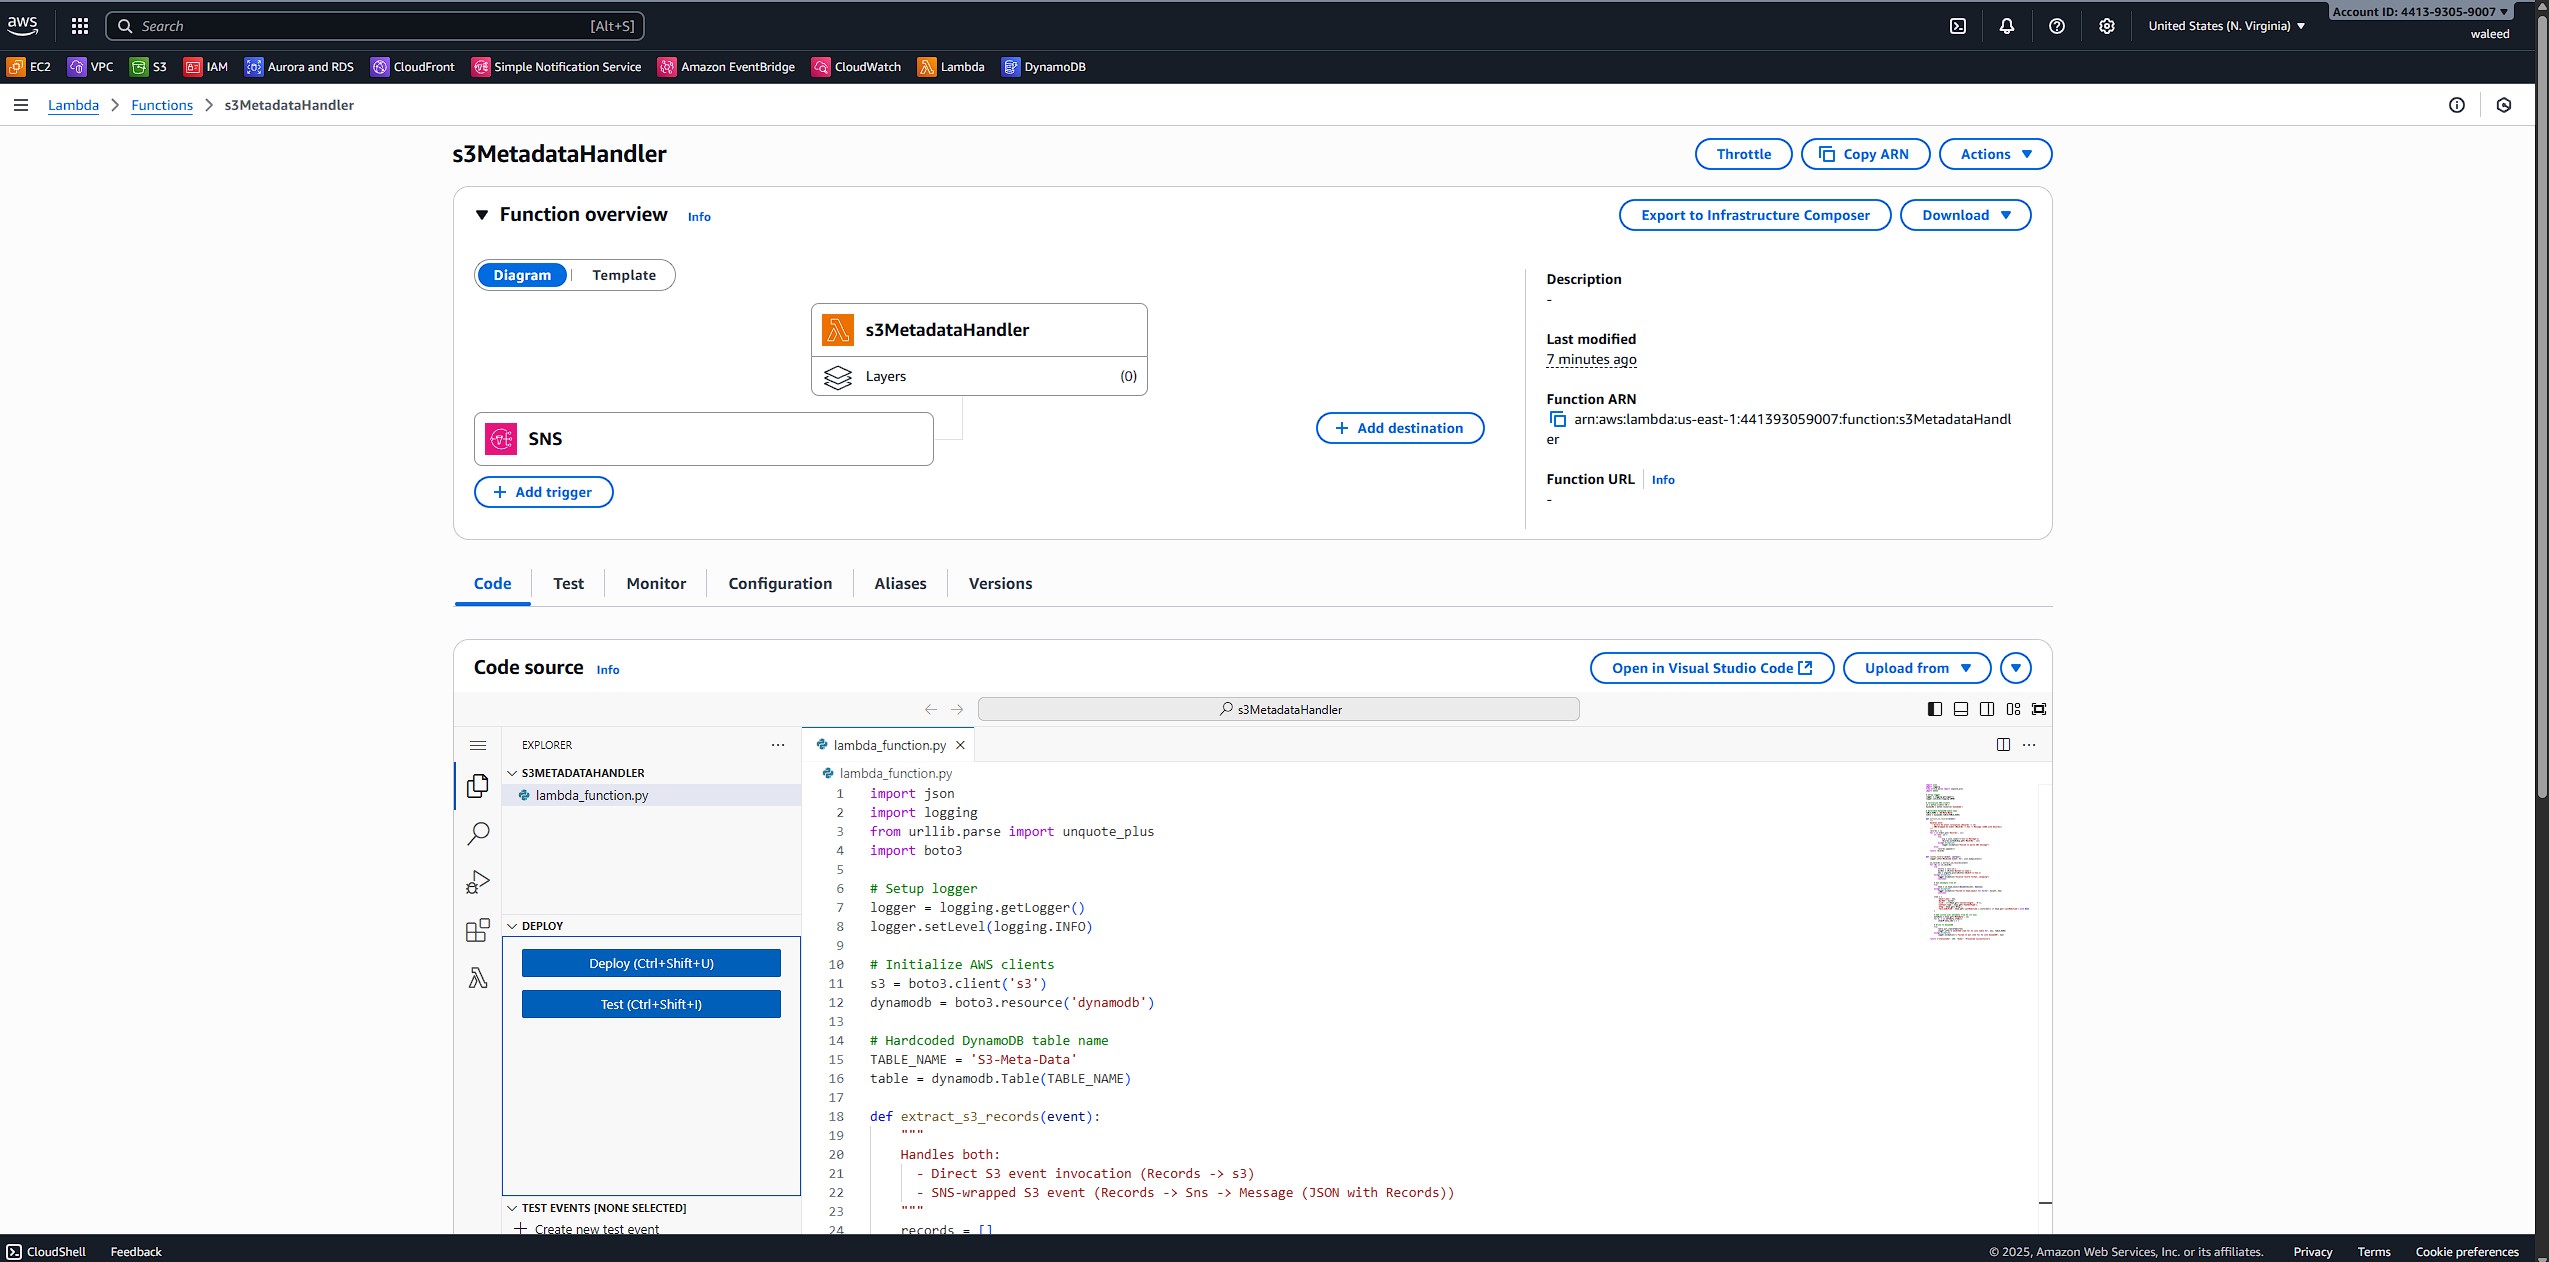 aws
Search
[Alt+S]
United States (N. Virginia)
Account ID: 4413-9305-9007
waleed
EC2
VPC
S3
IAM
Aurora and RDS
CloudFront
Simple Notification Service
Amazon EventBridge
CloudWatch
Lambda
DynamoDB
Lambda > Functions > s3MetadataHandler
s3MetadataHandler
Throttle
Copy ARN
Actions
Function overview
Info
Export to Infrastructure Composer
Download
Diagram
Template
s3MetadataHandler
Layers
(0)
SNS
+ Add trigger
+ Add destination
Description
-
Last modified
7 minutes ago
Function ARN
arn:aws:lambda:us-east-1:441393059007:function:s3MetadataHandl
er
Function URL
Info
-
Code
Test
Monitor
Configuration
Aliases
Versions
Code source
Info
Open in Visual Studio Code
Upload from
s3MetadataHandler
EXPLORER
S3METADATAHANDLER
lambda_function.py
DEPLOY
Deploy (Ctrl+Shift+U)
Test (Ctrl+Shift+I)
TEST EVENTS [NONE SELECTED]
+ Create new test event
lambda_function.py
lambda_function.py
1 import json
2 import logging
3 from urllib.parse import unquote_plus
4 import boto3
5
6 # Setup logger
7 logger = logging.getLogger()
8 logger.setLevel(logging.INFO)
9
10 # Initialize AWS clients
11 s3 = boto3.client('s3')
12 dynamodb = boto3.resource('dynamodb')
13
14 # Hardcoded DynamoDB table name
15 TABLE_NAME = 'S3-Meta-Data'
16 table = dynamodb.Table(TABLE_NAME)
17
18 def extract_s3_records(event):
19 """
20 Handles both:
21 - Direct S3 event invocation (Records -> s3)
22 - SNS-wrapped S3 event (Records -> Sns -> Message (JSON with Records))
23 """
24 records = []
CloudShell
Feedback
© 2025, Amazon Web Services, Inc. or its affiliates.
Privacy
Terms
Cookie preferences